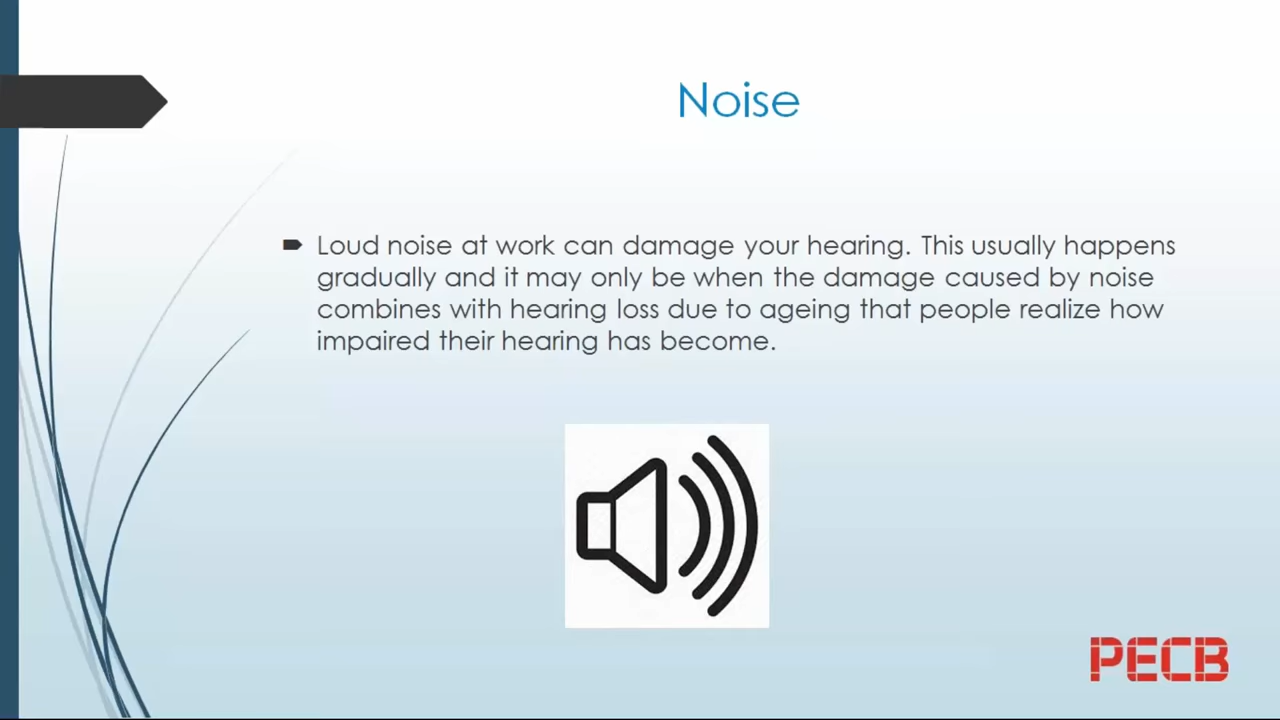 Noise
Loud noise at work can damage your hearing. This usually happens
gradually and it may only be when the damage caused by noise
combines with hearing loss due to ageing that people realize how
impaired their hearing has become.
PECB